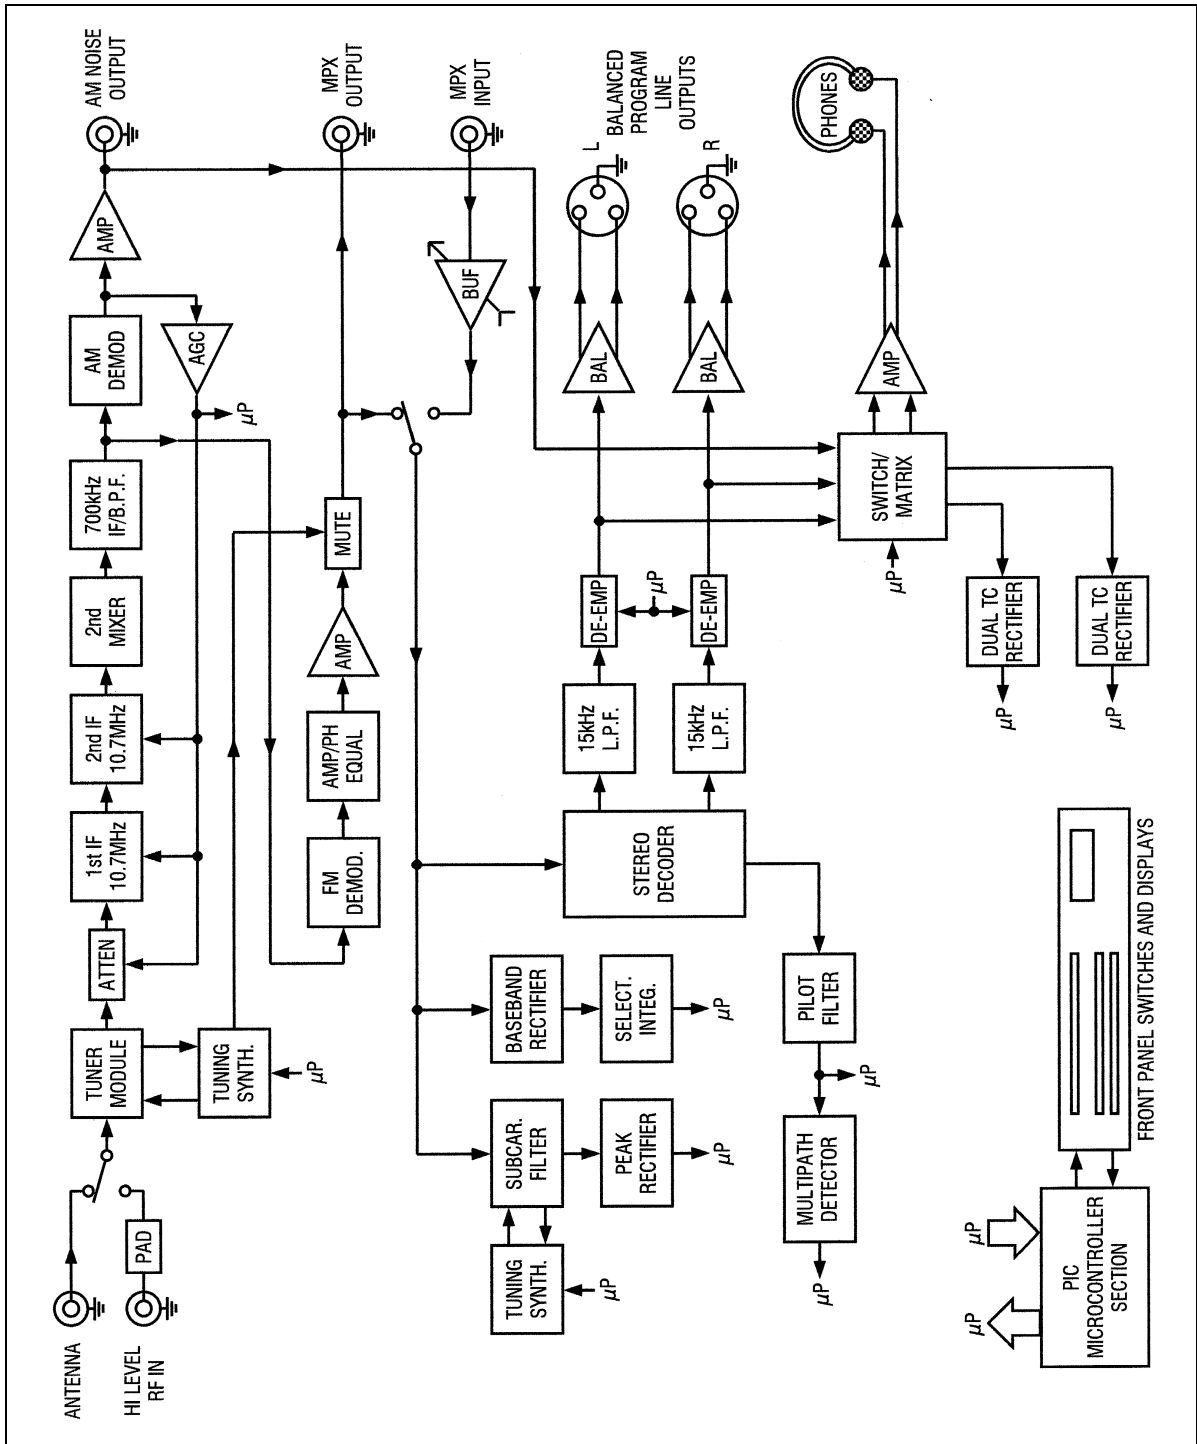 AM NOISE
OUTPUT
MPX
OUTPUT
MPX
INPUT
BALANCED
PROGRAM
LINE
OUTPUTS
L
R
PHONES
ANTENNA
HI LEVEL
RF IN
PAD
TUNER
MODULE
TUNING
SYNTH.
µP
ATTEN
1st IF
10.7MHz
2nd IF
10.7MHz
2nd
MIXER
700kHz
IF/B.P.F.
AM
DEMOD
AMP
AGC
µP
FM
DEMOD.
AMP/PH
EQUAL
AMP
MUTE
BUF
TUNING
SYNTH.
µP
SUBCAR.
FILTER
PEAK
RECTIFIER
µP
BASEBAND
RECTIFIER
SELECT.
INTEG.
µP
STEREO
DECODER
15kHz
L.P.F.
15kHz
L.P.F.
DE-EMP
DE-EMP
µP
BAL
BAL
PILOT
FILTER
µP
MULTIPATH
DETECTOR
µP
SWITCH/
MATRIX
µP
AMP
DUAL TC
RECTIFIER
µP
DUAL TC
RECTIFIER
µP
PIC
MICROCONTROLLER
SECTION
µP
µP
FRONT PANEL SWITCHES AND DISPLAYS